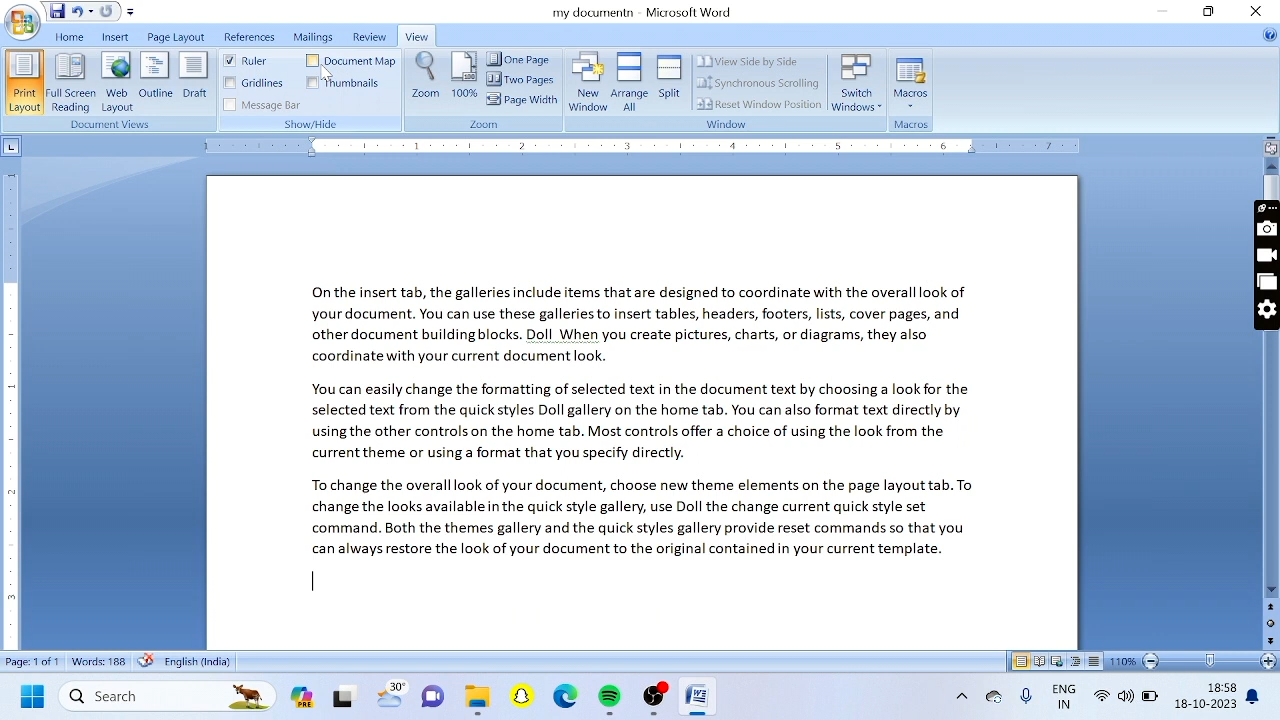 my documentn - Microsoft Word
Home Insert Page Layout References Mailings Review View
Print Layout
Full Screen Reading
Web Layout
Outline
Draft
Document Views
Ruler
Gridlines
Message Bar
Document Map
Thumbnails
Show/Hide
Zoom
100%
One Page
Two Pages
Page Width
Zoom
New Window
Arrange All
Split
View Side by Side
Synchronous Scrolling
Reset Window Position
Switch Windows
Window
Macros
Macros
1 1 2 3 4 5 6 7
On the insert tab, the galleries include items that are designed to coordinate with the overall look of
your document. You can use these galleries to insert tables, headers, footers, lists, cover pages, and
other document building blocks. Doll  When you create pictures, charts, or diagrams, they also
coordinate with your current document look.
You can easily change the formatting of selected text in the document text by choosing a look for the
selected text from the quick styles Doll gallery on the home tab. You can also format text directly by
using the other controls on the home tab. Most controls offer a choice of using the look from the
current theme or using a format that you specify directly.
To change the overall look of your document, choose new theme elements on the page layout tab. To
change the looks available in the quick style gallery, use Doll the change current quick style set
command. Both the themes gallery and the quick styles gallery provide reset commands so that you
can always restore the look of your document to the original contained in your current template.
1
2
3
Page: 1 of 1 Words: 188 English (India) 110%
Search PRE 30° ENG IN 18:58 18-10-2023